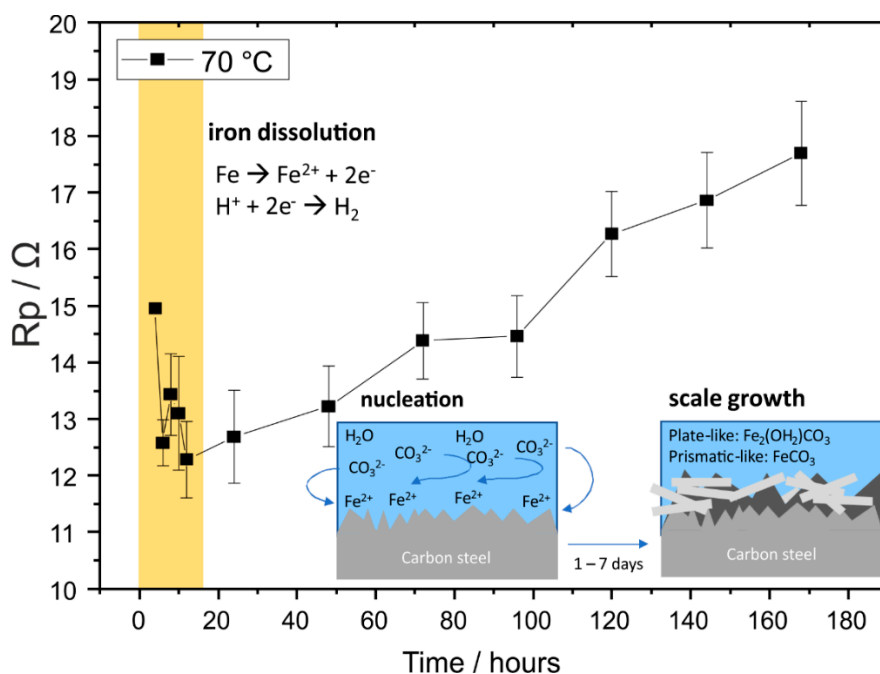 20
19
18
17
16
15
14
13
12
11
10
Rp / Ω
70 °C
iron dissolution
Fe → Fe²⁺ + 2e⁻
H⁺ + 2e⁻ → H₂
nucleation
H₂O H₂O
CO₃²⁻ CO₃²⁻ CO₃²⁻ CO₃²⁻
Fe²⁺ Fe²⁺ Fe²⁺ Fe²⁺
Carbon steel
1 – 7 days
scale growth
Plate-like: Fe₂(OH₂)CO₃
Prismatic-like: FeCO₃
Carbon steel
0 20 40 60 80 100 120 140 160 180
Time / hours